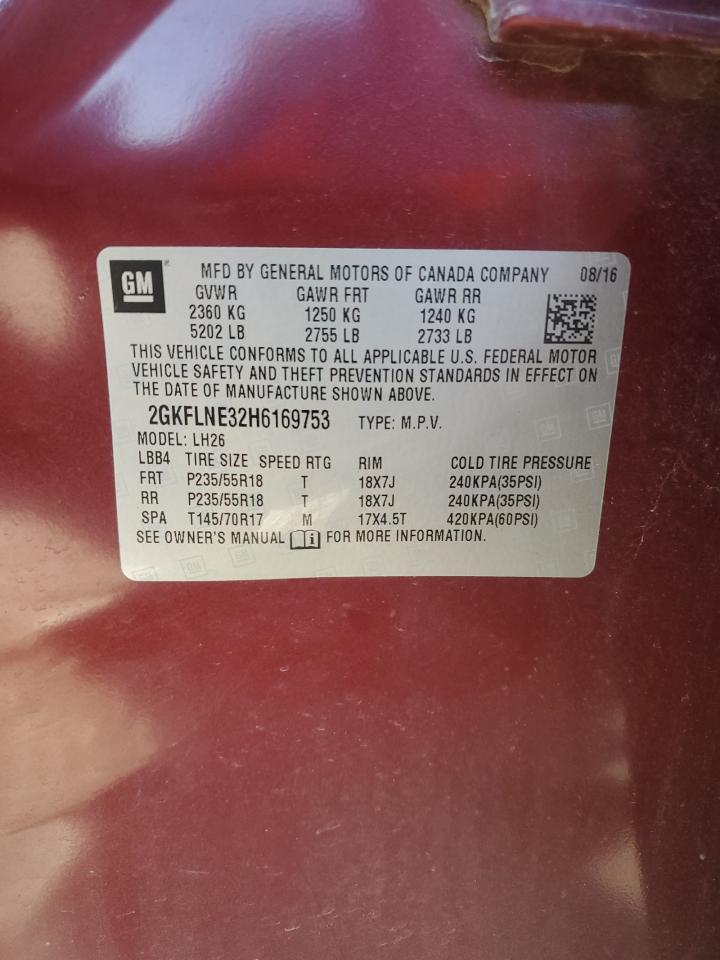 GM
MFD BY GENERAL MOTORS OF CANADA COMPANY 08/16
GVWR GAWR FRT GAWR RR
2360 KG 1250 KG 1240 KG
5202 LB 2755 LB 2733 LB
THIS VEHICLE CONFORMS TO ALL APPLICABLE U.S. FEDERAL MOTOR
VEHICLE SAFETY AND THEFT PREVENTION STANDARDS IN EFFECT ON
THE DATE OF MANUFACTURE SHOWN ABOVE.
2GKFLNE32H6169753 TYPE: M.P.V.
MODEL: LH26
LBB4 TIRE SIZE SPEED RTG RIM COLD TIRE PRESSURE
FRT P235/55R18 T 18X7J 240KPA(35PSI)
RR P235/55R18 T 18X7J 240KPA(35PSI)
SPA T145/70R17 M 17X4.5T 420KPA(60PSI)
SEE OWNER'S MANUAL i FOR MORE INFORMATION.